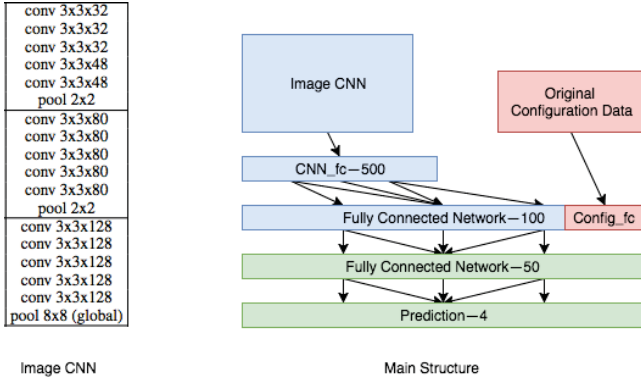 conv 3x3x32
conv 3x3x32
conv 3x3x32
conv 3x3x48
conv 3x3x48
pool 2x2
conv 3x3x80
conv 3x3x80
conv 3x3x80
conv 3x3x80
conv 3x3x80
pool 2x2
conv 3x3x128
conv 3x3x128
conv 3x3x128
conv 3x3x128
conv 3x3x128
pool 8x8 (global)
Image CNN
Image CNN
Original
Configuration Data
CNN_fc—500
Fully Connected Network—100
Config_fc
Fully Connected Network—50
Prediction—4
Main Structure